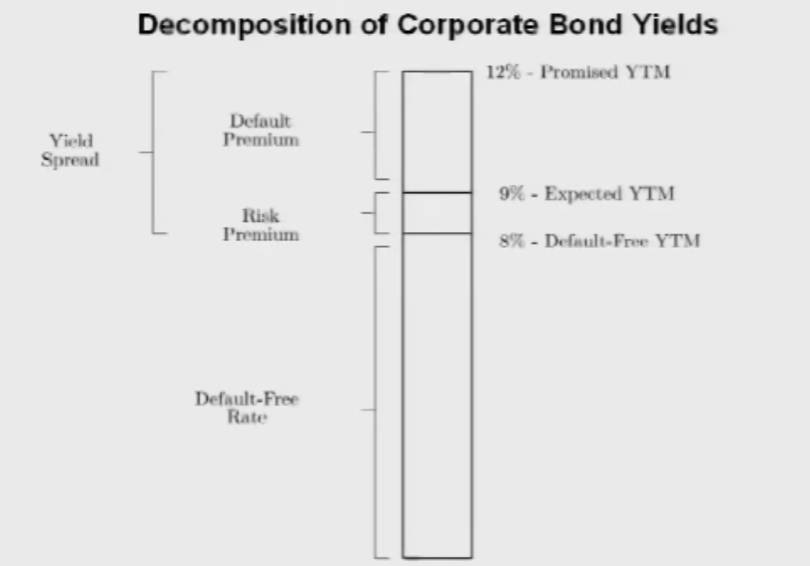 Decomposition of Corporate Bond Yields
12% - Promised YTM
Default
Premium
Yield
Spread
9% - Expected YTM
Risk
Premium
8% - Default-Free YTM
Default-Free
Rate